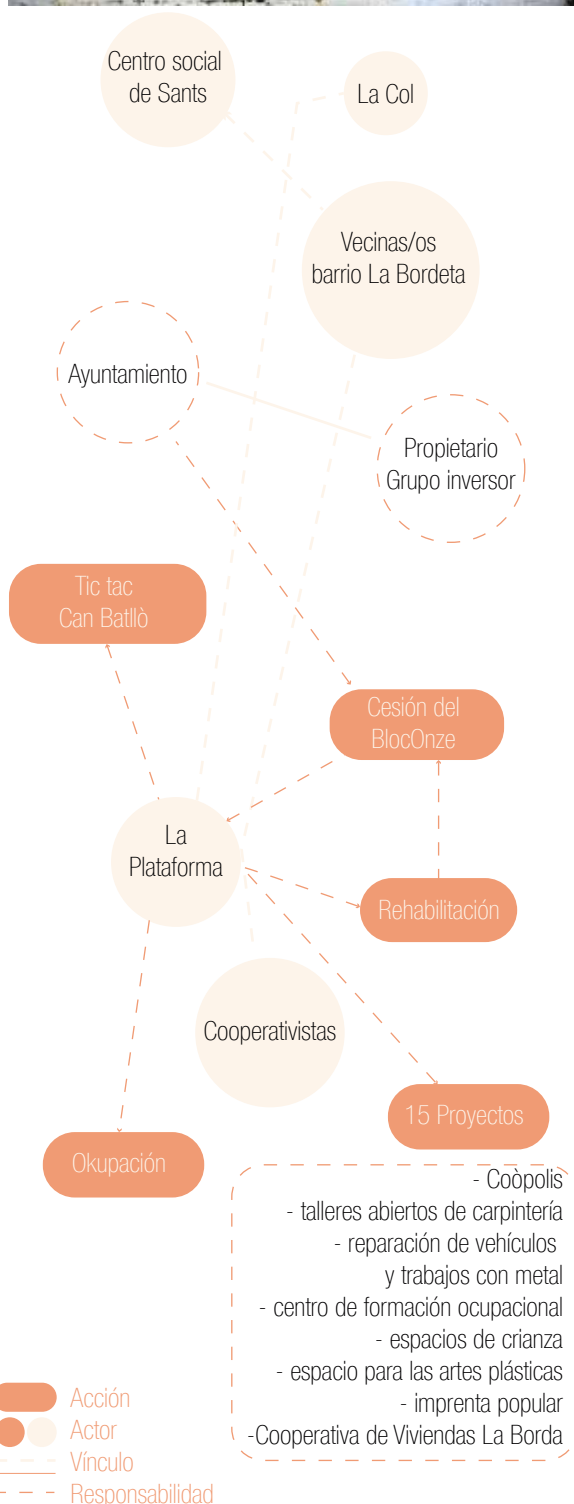 Centro social
de Sants
La Col
Vecinas/os
barrio La Bordeta
Ayuntamiento
Propietario
Grupo inversor
Tic tac
Can Batllò
Cesión del
BlocOnze
La
Plataforma
Rehabilitación
Cooperativistas
15 Proyectos
Okupación
- Coòpolis
- talleres abiertos de carpintería
- reparación de vehículos
y trabajos con metal
- centro de formación ocupacional
- espacios de crianza
- espacio para las artes plásticas
- imprenta popular
-Cooperativa de Viviendas La Borda
Acción
Actor
Vínculo
Responsabilidad